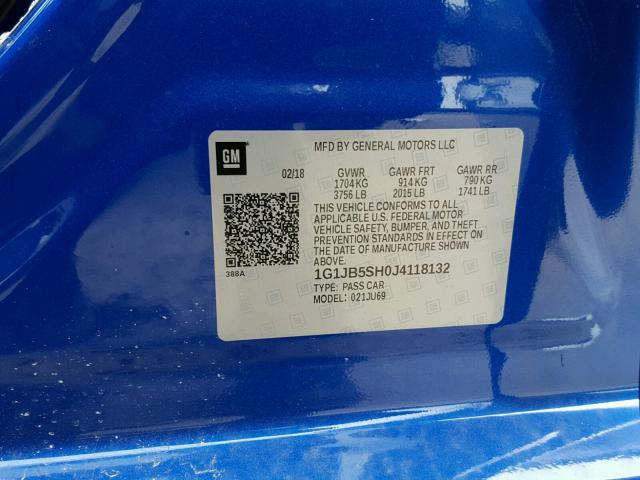 GM
MFD BY GENERAL MOTORS LLC
02/18 GVWR GAWR FRT GAWR RR
1704 KG 914 KG 790 KG
3756 LB 2015 LB 1741 LB
THIS VEHICLE CONFORMS TO ALL
APPLICABLE U.S. FEDERAL MOTOR
VEHICLE SAFETY, BUMPER, AND THEFT
PREVENTION STANDARDS IN EFFECT ON
THE DATE OF MANUFACTURE SHOWN
ABOVE.
388A
1G1JB5SH0J4118132
TYPE: PASS CAR
MODEL: 021JU69